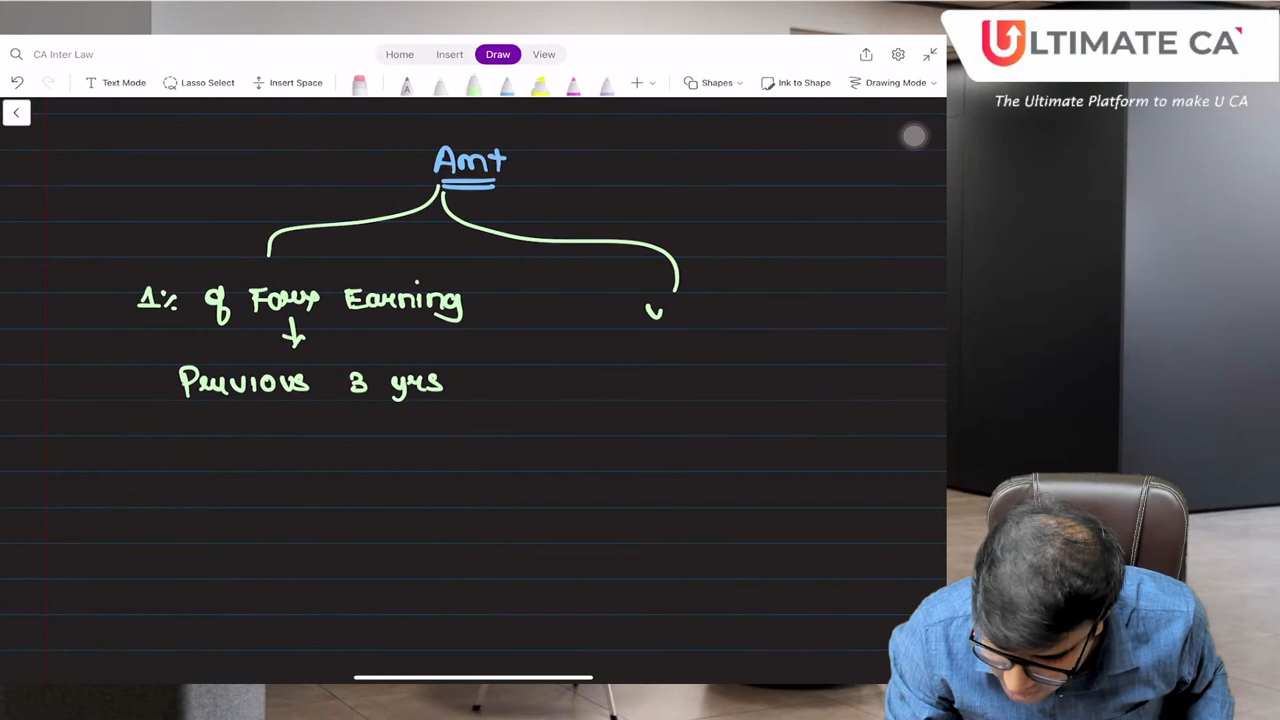 ULTIMATE CA
The Ultimate Platform to make U CA
CA Inter Law
Home Insert Draw View
Text Mode Lasso Select Insert Space Shapes Ink to Shape Drawing Mode
Amt
1% of Forex Earning
Previous 3 yrs